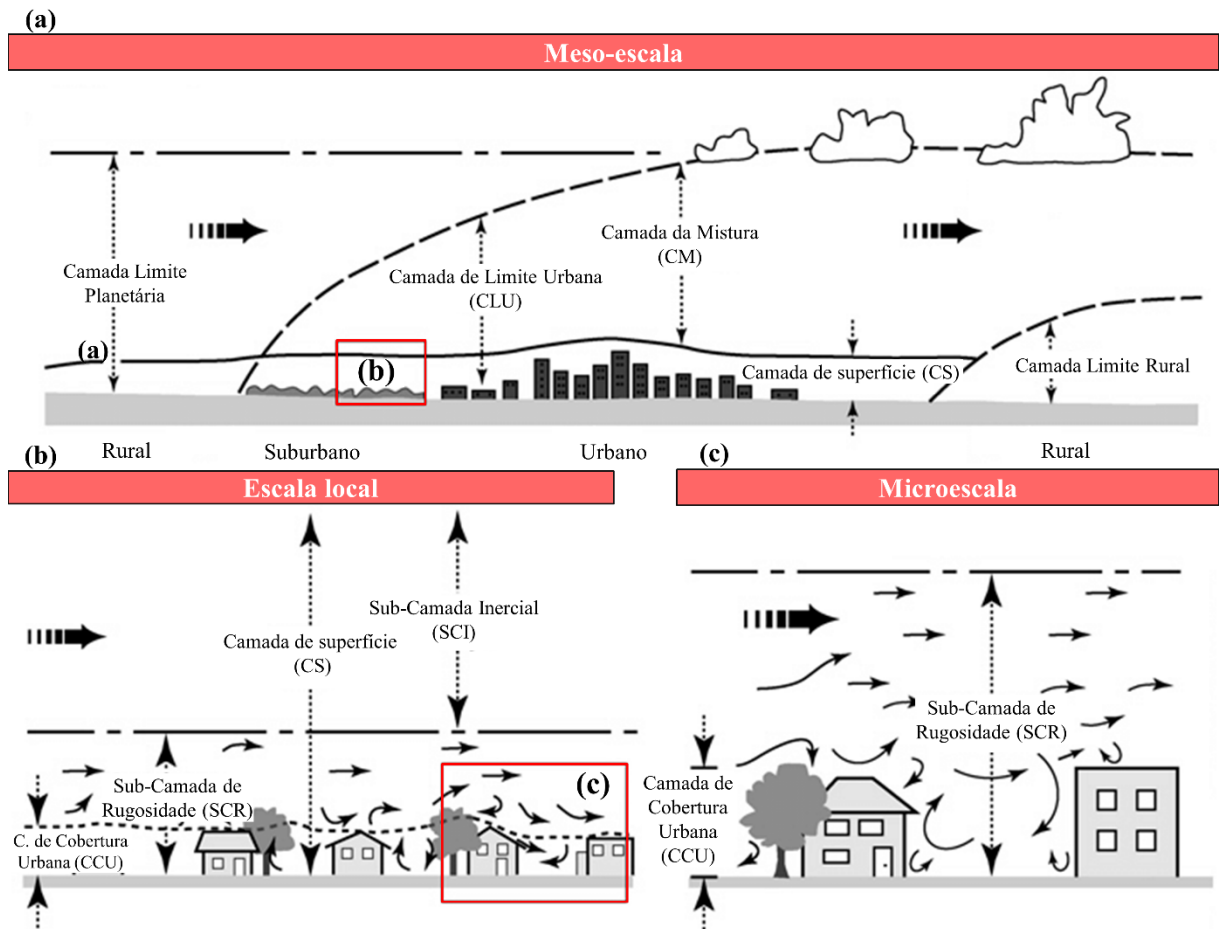 (a)
Meso-escala
Camada Limite
Planetária
Camada de Limite Urbana
(CLU)
Camada da Mistura
(CM)
(a)
(b)
Camada de superfície (CS)
Camada Limite Rural
Rural
Suburbano
Urbano
Rural
(b)
Escala local
Sub-Camada Inercial
(SCI)
Camada de superfície
(CS)
Sub-Camada de
Rugosidade (SCR)
C. de Cobertura
Urbana (CCU)
(c)
(c)
Microescala
Sub-Camada de
Rugosidade (SCR)
Camada de
Cobertura
Urbana
(CCU)